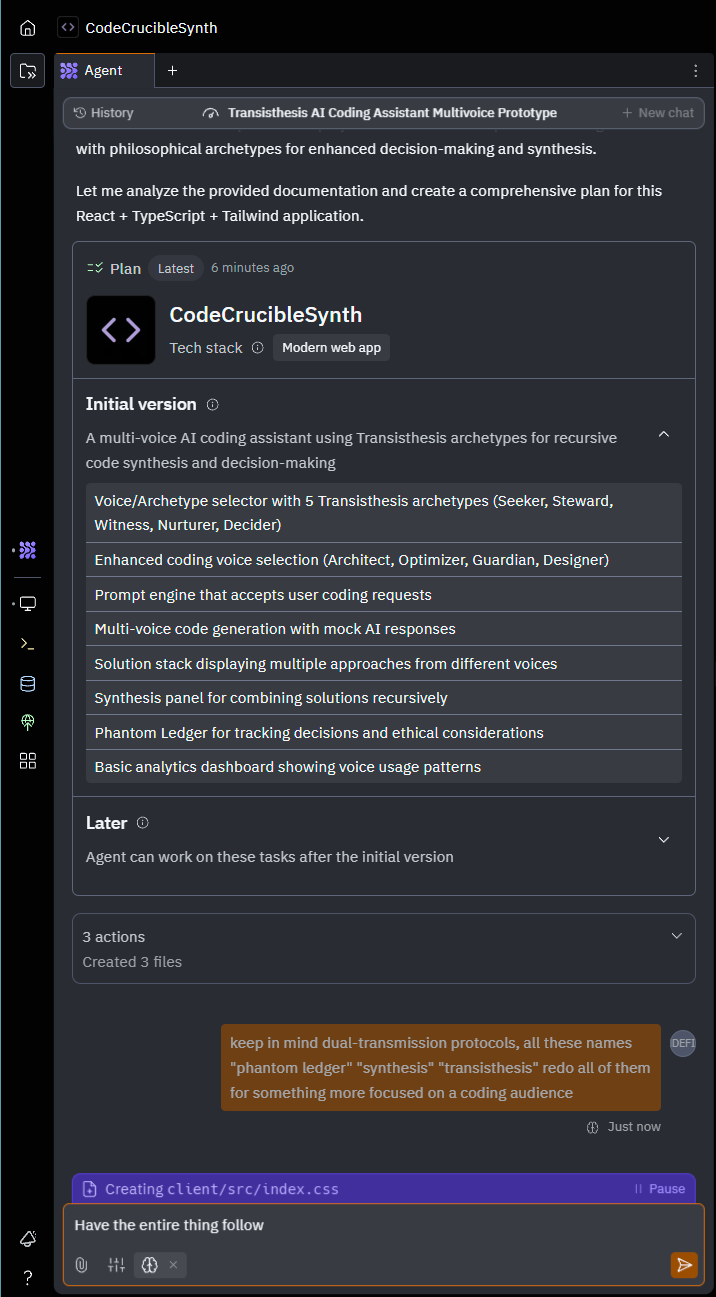 CodeCrucibleSynth
Agent
History
Transisthesis AI Coding Assistant Multivoice Prototype
New chat
with philosophical archetypes for enhanced decision-making and synthesis.
Let me analyze the provided documentation and create a comprehensive plan for this
React + TypeScript + Tailwind application.
Plan
Latest
6 minutes ago
CodeCrucibleSynth
Tech stack
Modern web app
Initial version
A multi-voice AI coding assistant using Transisthesis archetypes for recursive
code synthesis and decision-making
Voice/Archetype selector with 5 Transisthesis archetypes (Seeker, Steward,
Witness, Nurturer, Decider)
Enhanced coding voice selection (Architect, Optimizer, Guardian, Designer)
Prompt engine that accepts user coding requests
Multi-voice code generation with mock AI responses
Solution stack displaying multiple approaches from different voices
Synthesis panel for combining solutions recursively
Phantom Ledger for tracking decisions and ethical considerations
Basic analytics dashboard showing voice usage patterns
Later
Agent can work on these tasks after the initial version
3 actions
Created 3 files
keep in mind dual-transmission protocols, all these names
"phantom ledger" "synthesis" "transisthesis" redo all of them
for something more focused on a coding audience
DEFI
Just now
Creating client/src/index.css
Pause
Have the entire thing follow